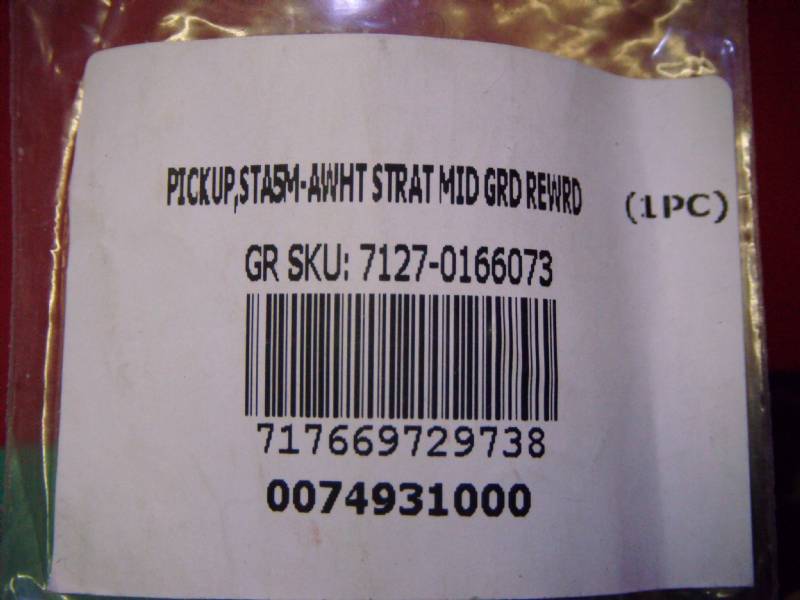 PICKUP,STA5M-AWHT STRAT MID GRD REWRD (1PC)
GR SKU: 7127-0166073
717669729738
0074931000